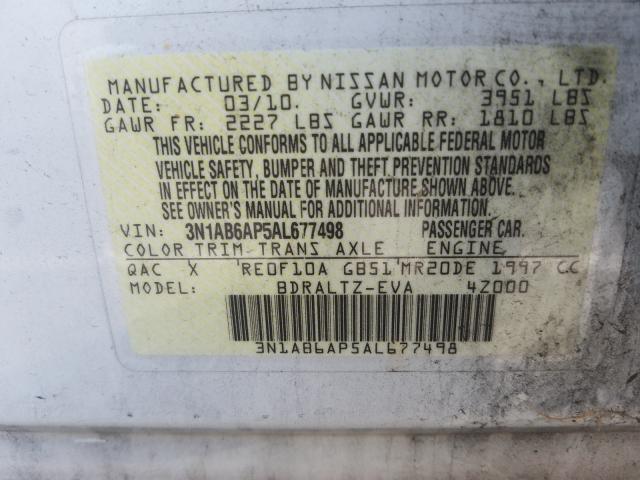 MANUFACTURED BY NISSAN MOTOR CO., LTD.
DATE: 03/10. GVWR: 3951 LBS
GAWR FR: 2227 LBS GAWR RR: 1810 LBS
THIS VEHICLE CONFORMS TO ALL APPLICABLE FEDERAL MOTOR
VEHICLE SAFETY, BUMPER AND THEFT PREVENTION STANDARDS
IN EFFECT ON THE DATE OF MANUFACTURE SHOWN ABOVE.
SEE OWNER'S MANUAL FOR ADDITIONAL INFORMATION.
VIN: 3N1AB6AP5AL677498 PASSENGER CAR.
COLOR TRIM TRANS AXLE ENGINE
QAC X 'RE0F10A GB51'MR20DE 1997 CC
MODEL: BDRALTZ-EVA 4Z000
3N1AB6AP5AL677498